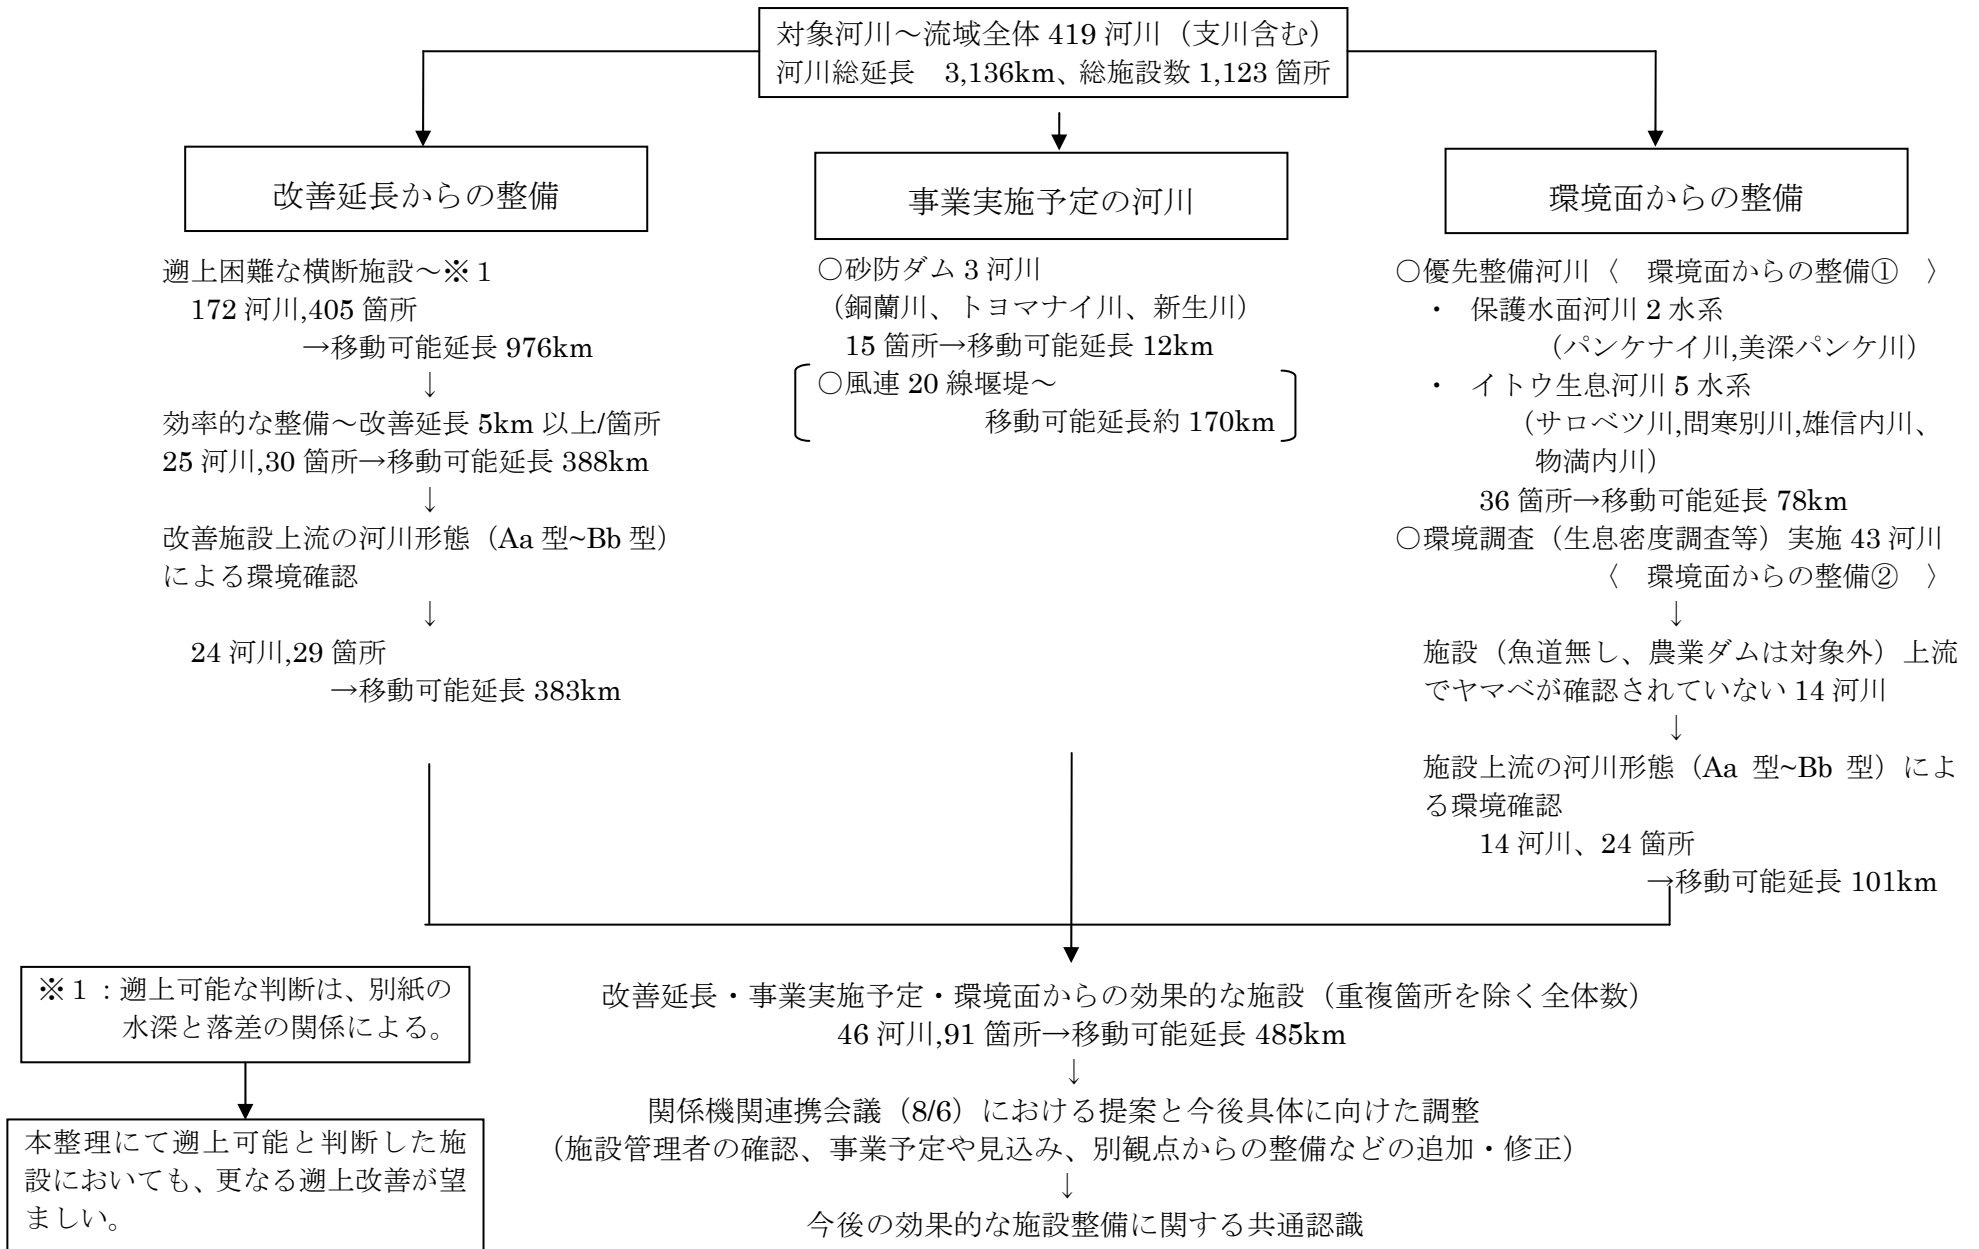 対象河川～流域全体 419 河川（支川含む）
河川総延長　3,136km、総施設数 1,123 箇所
改善延長からの整備
遡上困難な横断施設～※１
172 河川,405 箇所
→移動可能延長 976km
↓
効率的な整備～改善延長 5km 以上/箇所
25 河川,30 箇所→移動可能延長 388km
↓
改善施設上流の河川形態（Aa 型~Bb 型）
による環境確認
↓
24 河川,29 箇所
→移動可能延長 383km
事業実施予定の河川
○砂防ダム 3 河川
（銅蘭川、トヨマナイ川、新生川）
15 箇所→移動可能延長 12km
○風連 20 線堰堤～
移動可能延長約 170km
環境面からの整備
○優先整備河川〈　環境面からの整備①　〉
・　保護水面河川 2 水系
（パンケナイ川,美深パンケ川）
・　イトウ生息河川 5 水系
（サロベツ川,問寒別川,雄信内川、
物満内川）
36 箇所→移動可能延長 78km
○環境調査（生息密度調査等）実施 43 河川
〈　環境面からの整備②　〉
↓
施設（魚道無し、農業ダムは対象外）上流
でヤマベが確認されていない 14 河川
↓
施設上流の河川形態（Aa 型~Bb 型）によ
る環境確認
14 河川、24 箇所
→移動可能延長 101km
※１：遡上可能な判断は、別紙の
水深と落差の関係による。
本整理にて遡上可能と判断した施
設においても、更なる遡上改善が望
ましい。
改善延長・事業実施予定・環境面からの効果的な施設（重複箇所を除く全体数）
46 河川,91 箇所→移動可能延長 485km
↓
関係機関連携会議（8/6）における提案と今後具体に向けた調整
（施設管理者の確認、事業予定や見込み、別観点からの整備などの追加・修正）
↓
今後の効果的な施設整備に関する共通認識